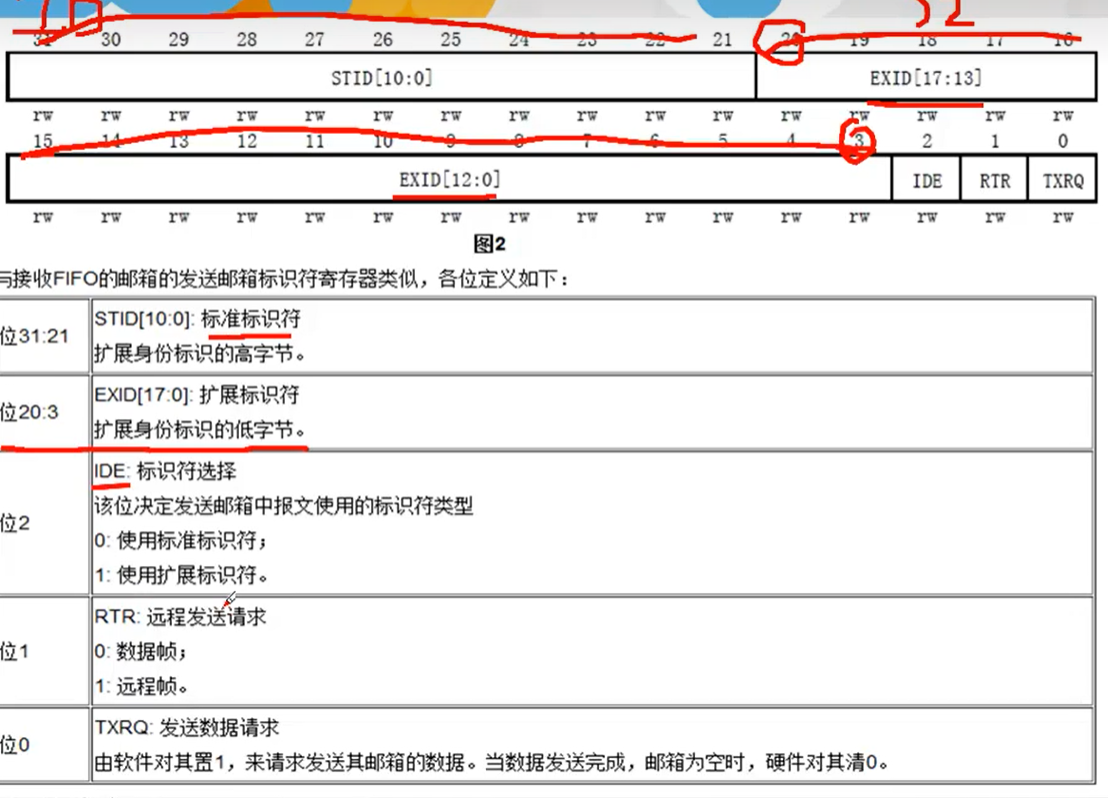 31 30 29 28 27 26 25 24 23 22 21 20 19 18 17 16
STID[10:0] EXID[17:13]
rw rw rw rw rw rw rw rw rw rw rw rw rw rw rw rw
15 14 13 12 11 10 9 8 7 6 5 4 3 2 1 0
EXID[12:0] IDE RTR TXRQ
rw rw rw rw rw rw rw rw rw rw rw rw rw rw rw rw
图2
与接收FIFO的邮箱的发送邮箱标识符寄存器类似，各位定义如下：
位31:21
STID[10:0]: 标准标识符
扩展身份标识的高字节。
位20:3
EXID[17:0]: 扩展标识符
扩展身份标识的低字节。
位2
IDE: 标识符选择
该位决定发送邮箱中报文使用的标识符类型
0: 使用标准标识符；
1: 使用扩展标识符。
位1
RTR: 远程发送请求
0: 数据帧；
1: 远程帧。
位0
TXRQ: 发送数据请求
由软件对其置1，来请求发送其邮箱的数据。当数据发送完成，邮箱为空时，硬件对其清0。